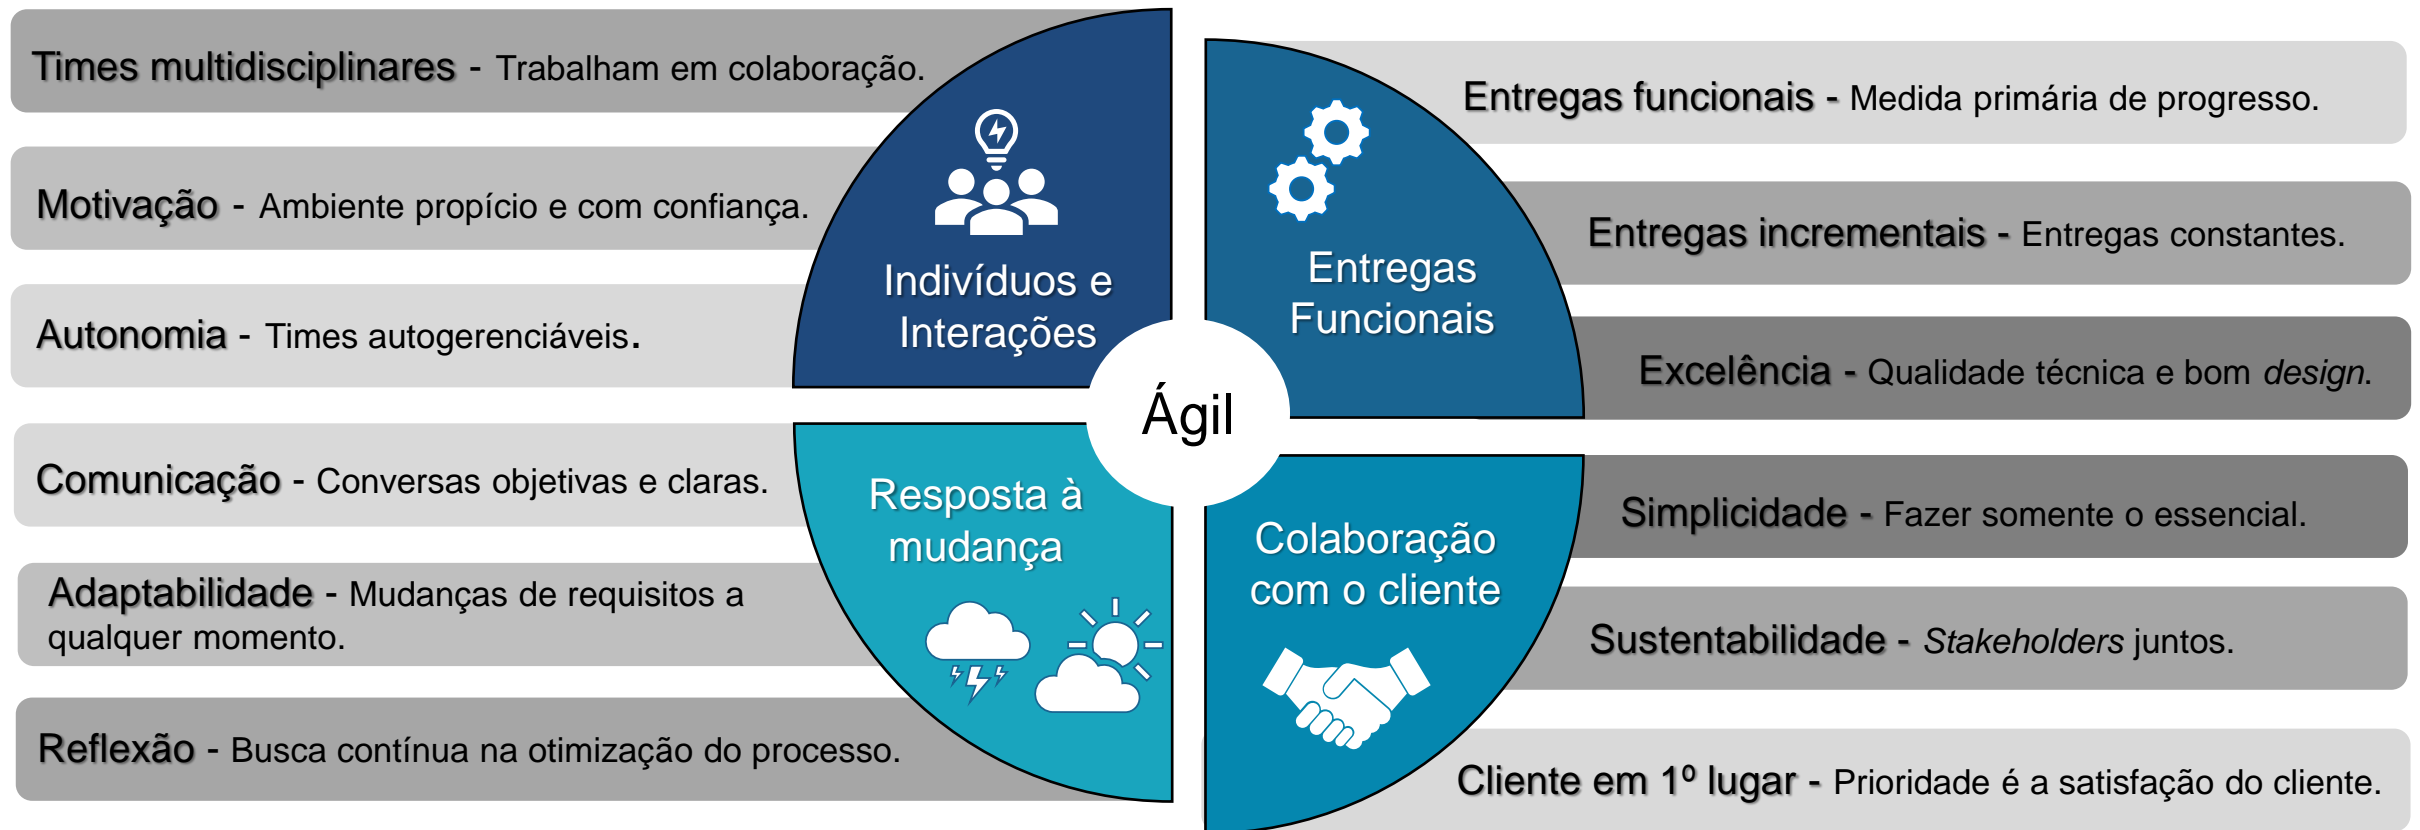 Times multidisciplinares - Trabalham em colaboração.
Motivação - Ambiente propício e com confiança.
Autonomia - Times autogerenciáveis.
Indivíduos e
Interações
Entregas
Funcionais
Entregas funcionais - Medida primária de progresso.
Entregas incrementais - Entregas constantes.
Excelência - Qualidade técnica e bom design.
Ágil
Comunicação - Conversas objetivas e claras.
Adaptabilidade - Mudanças de requisitos a
qualquer momento.
Reflexão - Busca contínua na otimização do processo.
Resposta à
mudança
Colaboração
com o cliente
Simplicidade - Fazer somente o essencial.
Sustentabilidade - Stakeholders juntos.
Cliente em 1º lugar - Prioridade é a satisfação do cliente.